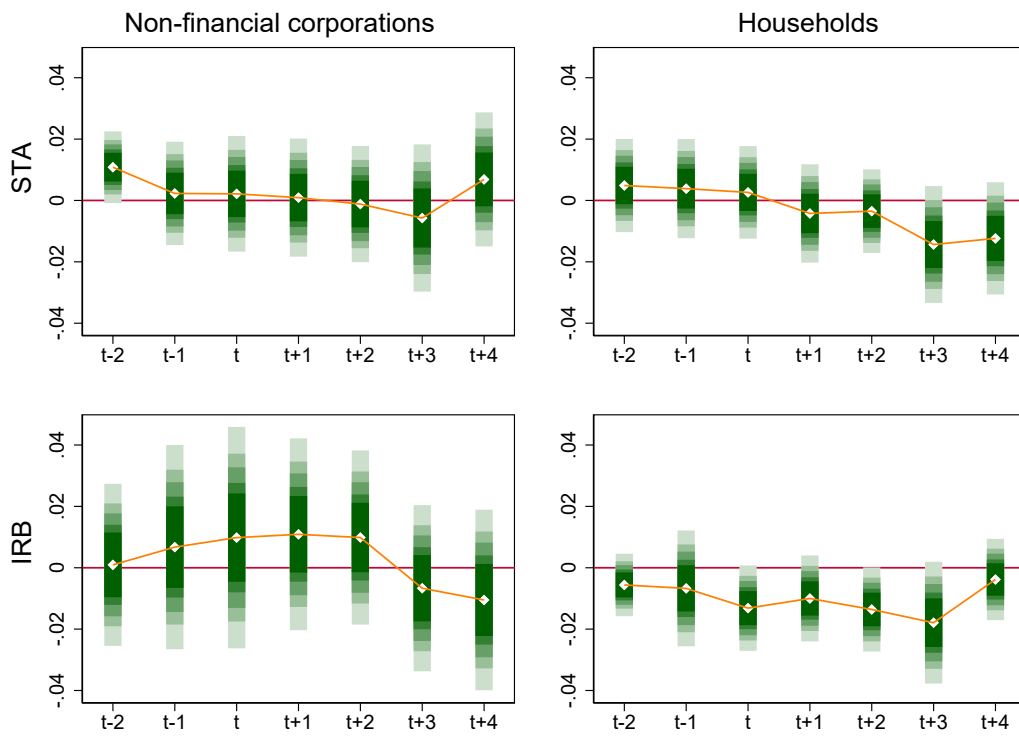 Non-financial corporations
Households
STA
.04
.02
0
-.02
-.04
t-2 t-1 t t+1 t+2 t+3 t+4
.04
.02
0
-.02
-.04
t-2 t-1 t t+1 t+2 t+3 t+4
IRB
.04
.02
0
-.02
-.04
t-2 t-1 t t+1 t+2 t+3 t+4
.04
.02
0
-.02
-.04
t-2 t-1 t t+1 t+2 t+3 t+4